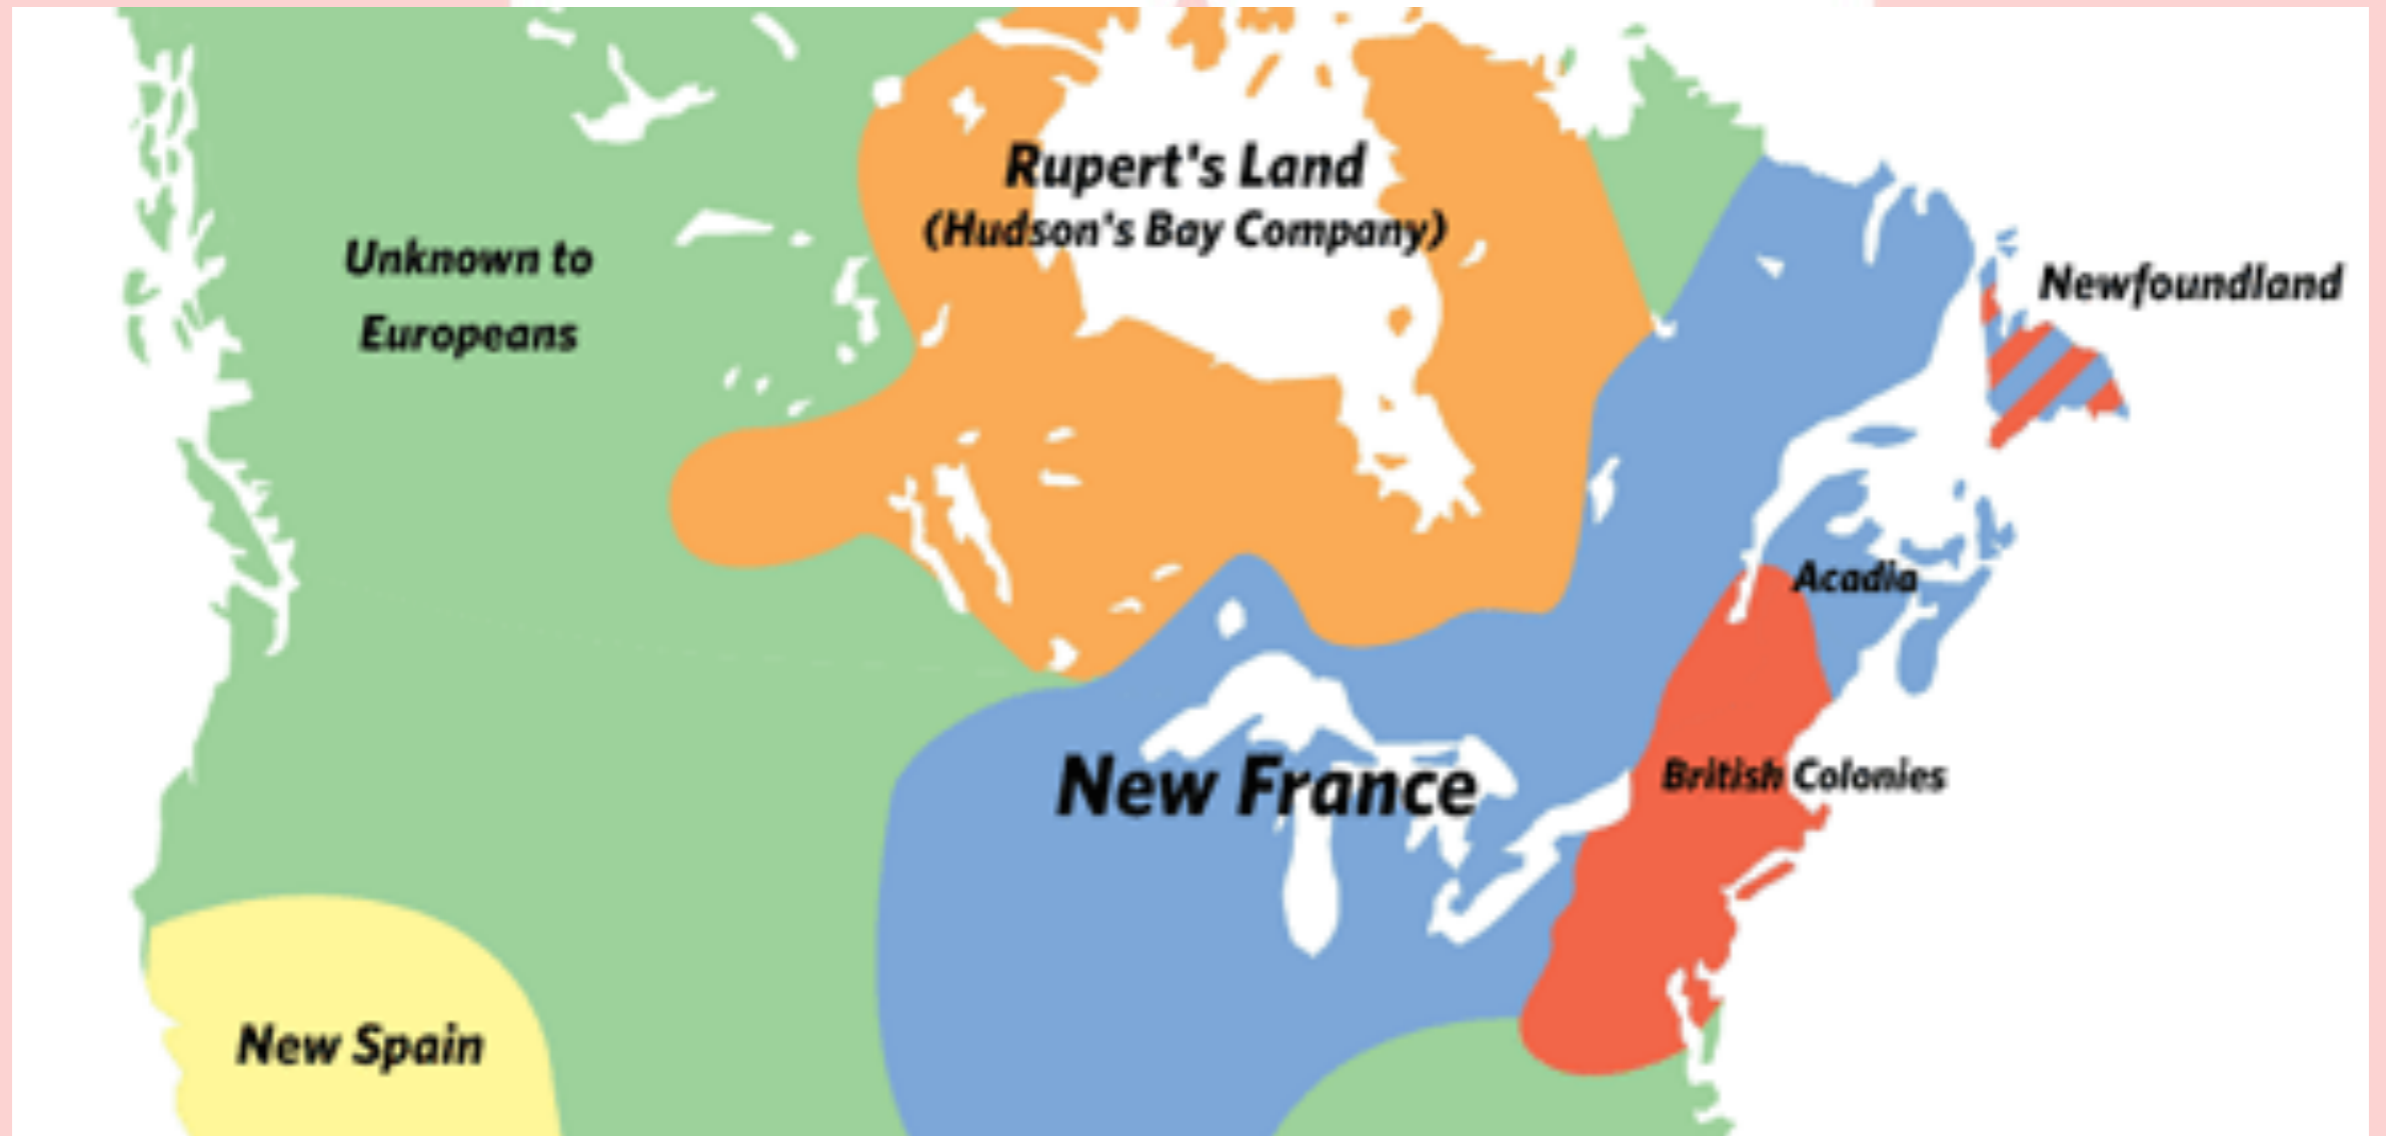 Rupert's Land
(Hudson's Bay Company)
Unknown to
Europeans
Newfoundland
Acadia
New France
British Colonies
New Spain